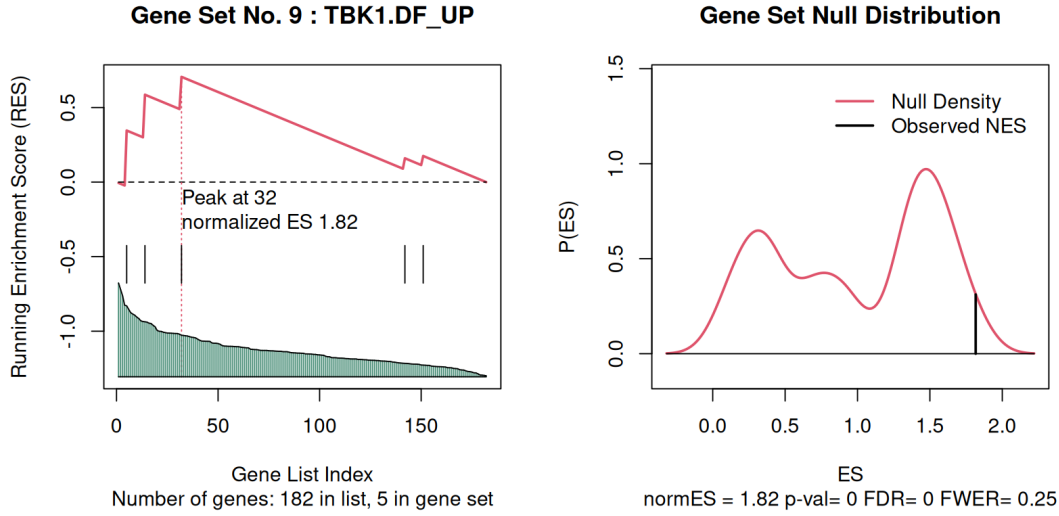 Gene Set No. 9 : TBK1.DF_UP
Running Enrichment Score (RES)
0.5
0.0
-0.5
-1.0
Peak at 32
normalized ES 1.82
0
50
100
150
Gene List Index
Number of genes: 182 in list, 5 in gene set
Gene Set Null Distribution
P(ES)
1.5
1.0
0.5
0.0
Null Density
Observed NES
0.0
0.5
1.0
1.5
2.0
ES
normES = 1.82 p-val= 0 FDR= 0 FWER= 0.25